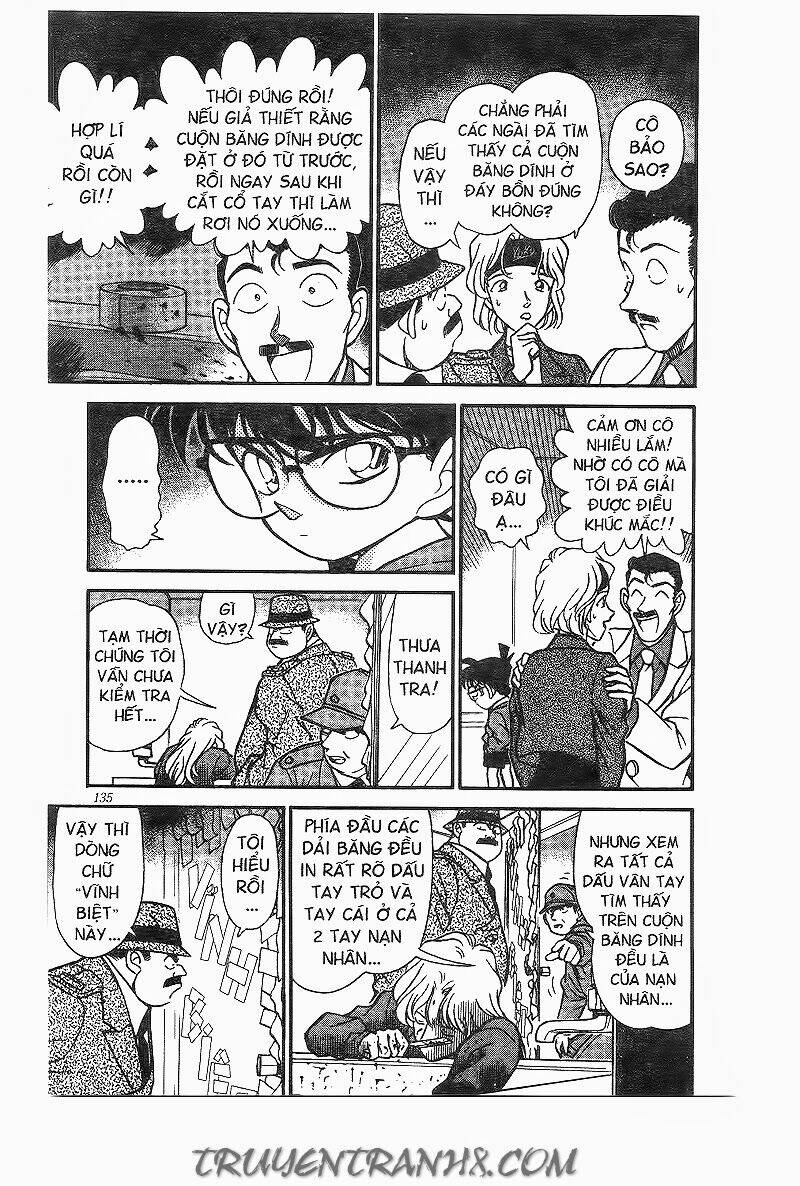 CÔ
BẢO
SAO?
CHẲNG PHẢI
CÁC NGÀI ĐÃ TÌM
THẤY CẢ CUỘN
BĂNG DÍNH Ở
ĐÁY BỒN ĐÚNG
KHÔNG?
NẾU
VẬY
THÌ
...
THÔI ĐÚNG RỒI!
NẾU GIẢ THIẾT RẰNG
CUỘN BĂNG DÍNH ĐƯỢC
ĐẶT Ở ĐÓ TỪ TRƯỚC,
RỒI NGAY SAU KHI
CẮT CỔ TAY THÌ LÀM
RƠI NÓ XUỐNG...
HỢP LÍ
QUÁ
RỒI CÒN
GÌ!!
CẢM ƠN CÔ
NHIỀU LẮM!
NHỜ CÓ CÔ MÀ
TÔI ĐÃ GIẢI
ĐƯỢC ĐIỀU
KHÚC MẮC!!
CÓ GÌ
ĐÂU
Ạ...
......
THƯA
THANH
TRA!
GÌ
VẬY?
TẠM THỜI
CHÚNG TÔI
VẪN CHƯA
KIỂM TRA
HẾT...
135
NHƯNG XEM
RA TẤT CẢ
DẤU VÂN TAY
TÌM THẤY
TRÊN CUỘN
BĂNG DÍNH
ĐỀU LÀ
CỦA NẠN
NHÂN...
PHÍA ĐẦU CÁC
DẢI BĂNG ĐỀU
IN RẤT RÕ DẤU
TAY TRỎ VÀ
TAY CÁI Ở CẢ
2 TAY NẠN
NHÂN...
TÔI
HIỂU
RỒI
...
VẬY THÌ
DÒNG
CHỮ
“VĨNH
BIỆT”
NÀY...
VĨNH
BIỆT
TRUYENTRANH8.COM